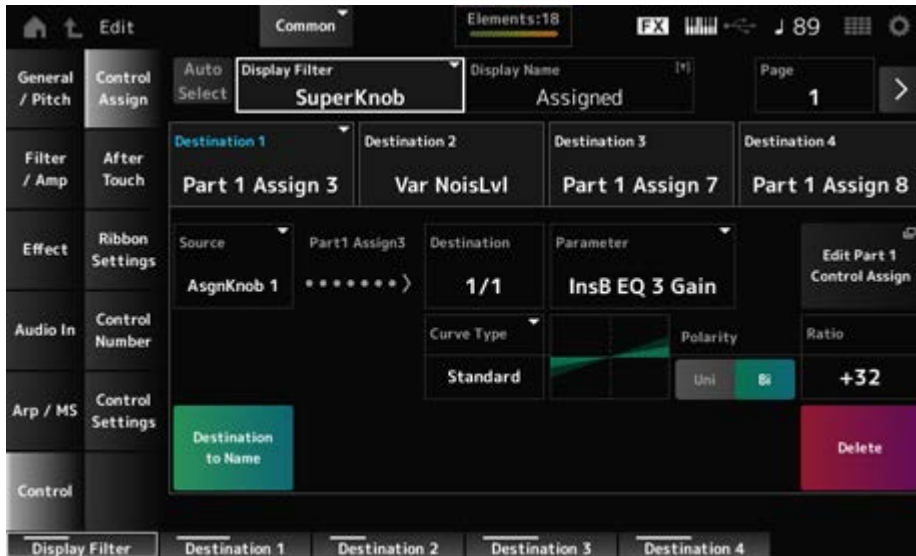 Edit
Common
Elements:18
FX
89
General / Pitch
Control Assign
Auto Select
Display Filter
SuperKnob
Display Name
[*]
Assigned
Page
1
Filter / Amp
After Touch
Destination 1
Part 1 Assign 3
Destination 2
Var NoisLvl
Destination 3
Part 1 Assign 7
Destination 4
Part 1 Assign 8
Effect
Ribbon Settings
Source
AsgnKnob 1
Part1 Assign3
Destination
1/1
Parameter
InsB EQ 3 Gain
Edit Part 1
Control Assign
Audio In
Control Number
Curve Type
Standard
Polarity
Uni
Bi
Ratio
+32
Arp / MS
Control Settings
Destination
to Name
Delete
Control
Display Filter
Destination 1
Destination 2
Destination 3
Destination 4